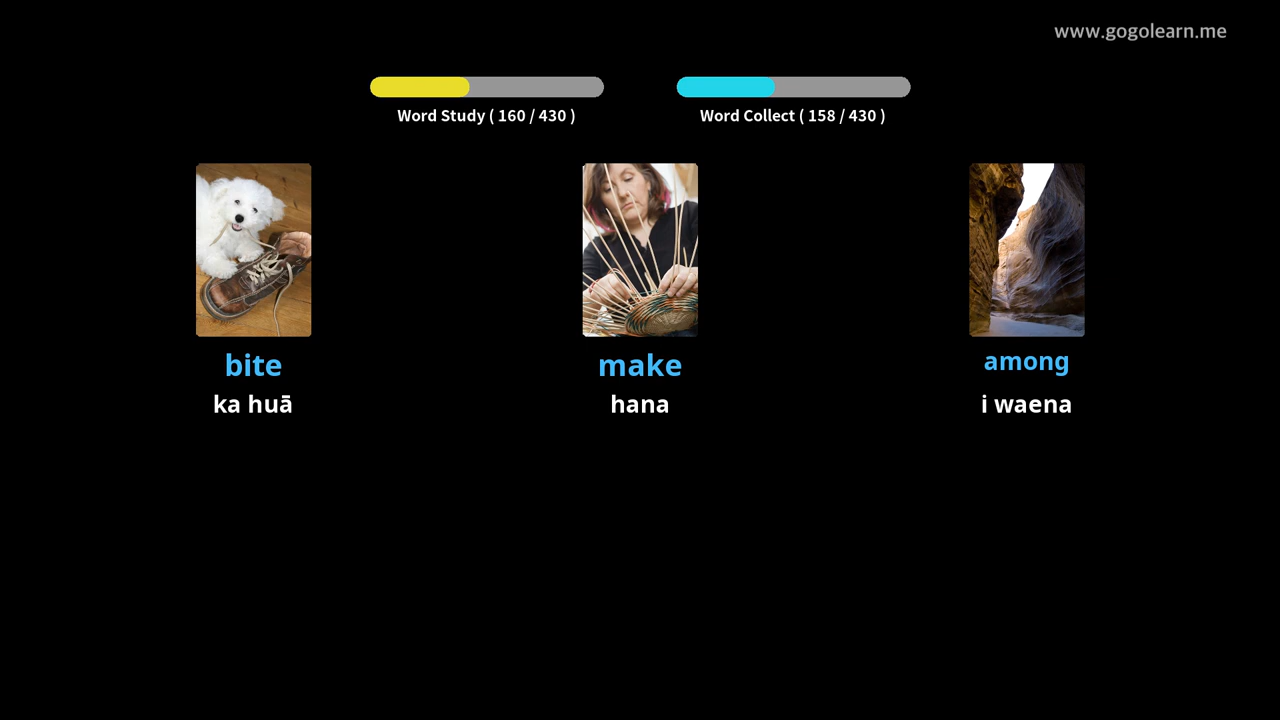 www.gogolearn.me
Word Study ( 160 / 430 )
Word Collect ( 158 / 430 )
bite
make
among
ka huā
hana
i waena